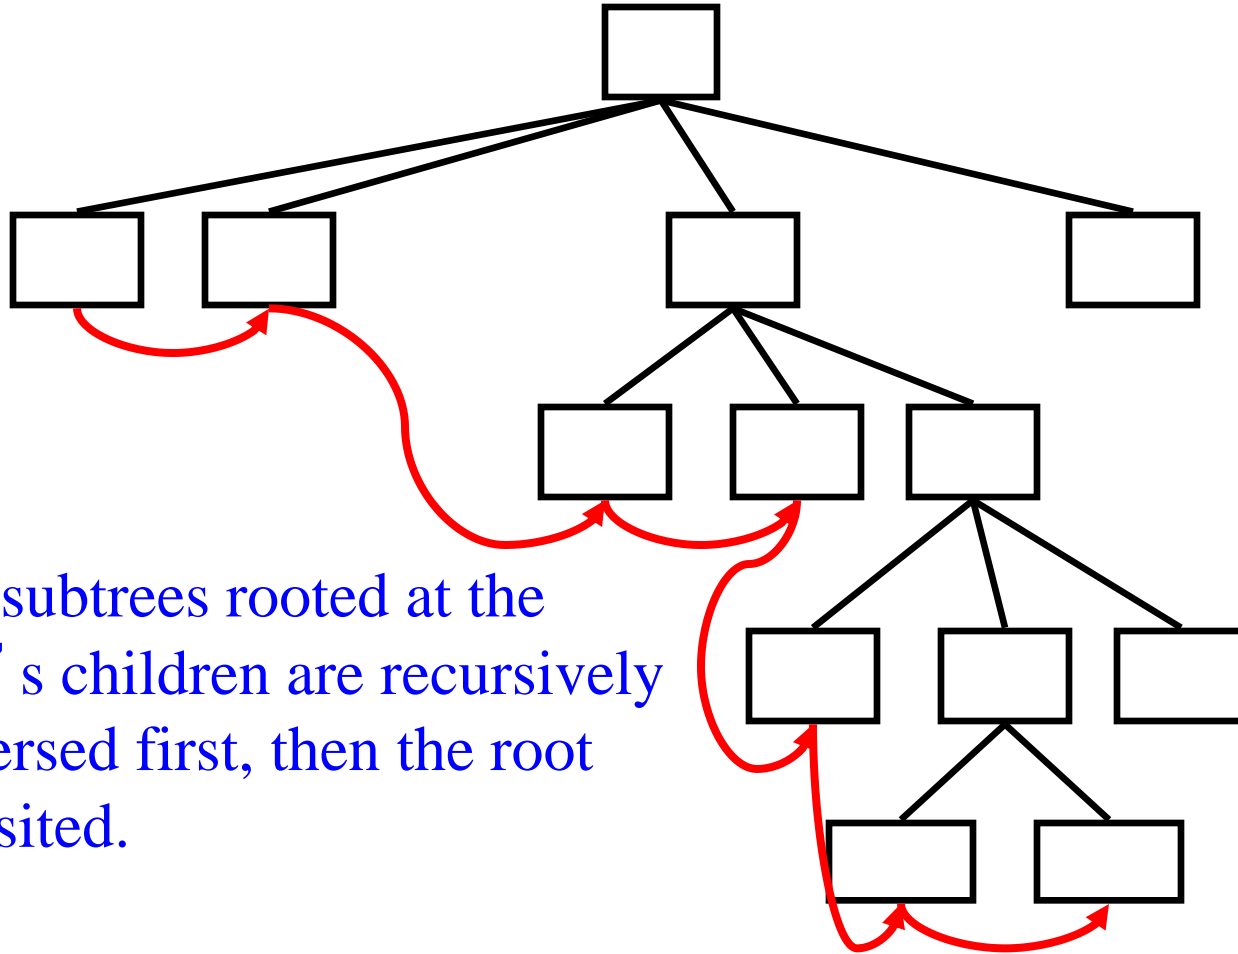 subtrees rooted at the
’ s children are recursively
ersed first, then the root
sited.